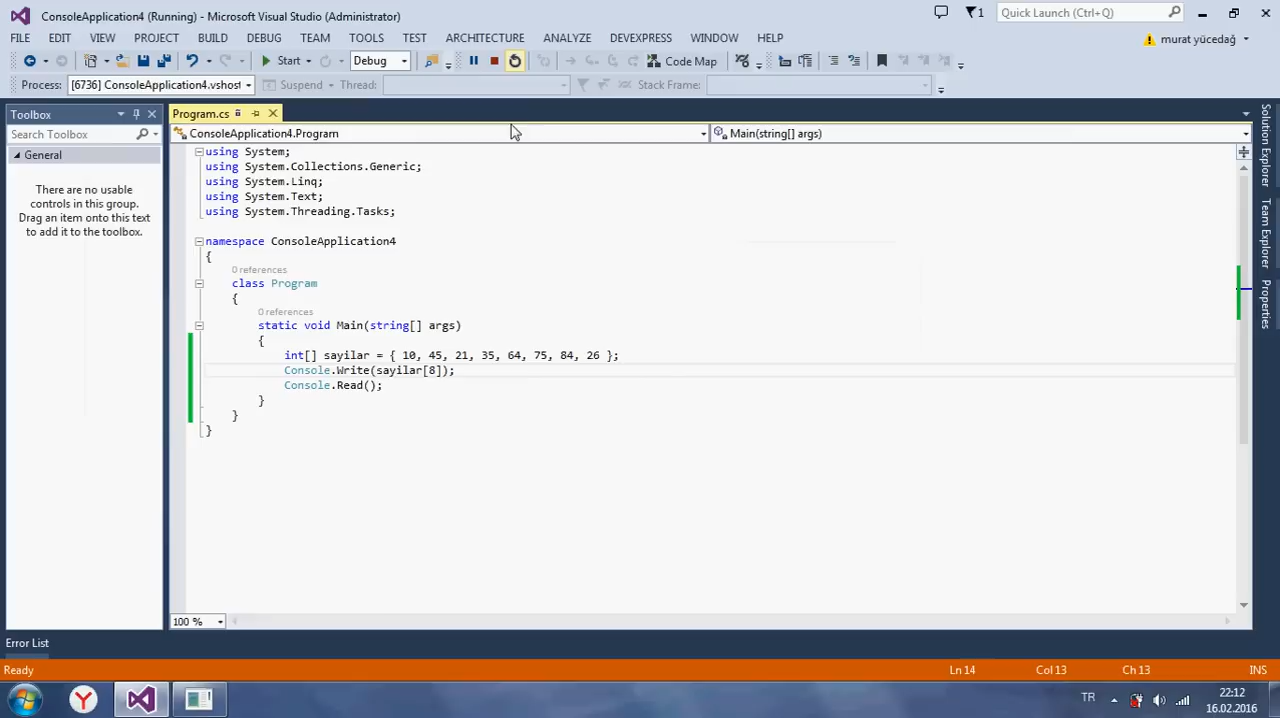 ConsoleApplication4 (Running) - Microsoft Visual Studio (Administrator)
1
Quick Launch (Ctrl+Q)
FILE EDIT VIEW PROJECT BUILD DEBUG TEAM TOOLS TEST ARCHITECTURE ANALYZE DEVEXPRESS WINDOW HELP
murat yücedağ
Start Debug Code Map
Process: [6736] ConsoleApplication4.vshost Suspend Thread: Stack Frame:
Toolbox
Program.cs
Search Toolbox
ConsoleApplication4.Program
Main(string[] args)
General
There are no usable
controls in this group.
Drag an item onto this text
to add it to the toolbox.
using System;
using System.Collections.Generic;
using System.Linq;
using System.Text;
using System.Threading.Tasks;
namespace ConsoleApplication4
{
0 references
class Program
{
0 references
static void Main(string[] args)
{
int[] sayilar = { 10, 45, 21, 35, 64, 75, 84, 26 };
Console.Write(sayilar[8]);
Console.Read();
}
}
}
Solution Explorer
Team Explorer
Properties
100 %
Error List
Ready
Ln 14 Col 13 Ch 13 INS
Y
TR
22:12
16.02.2016